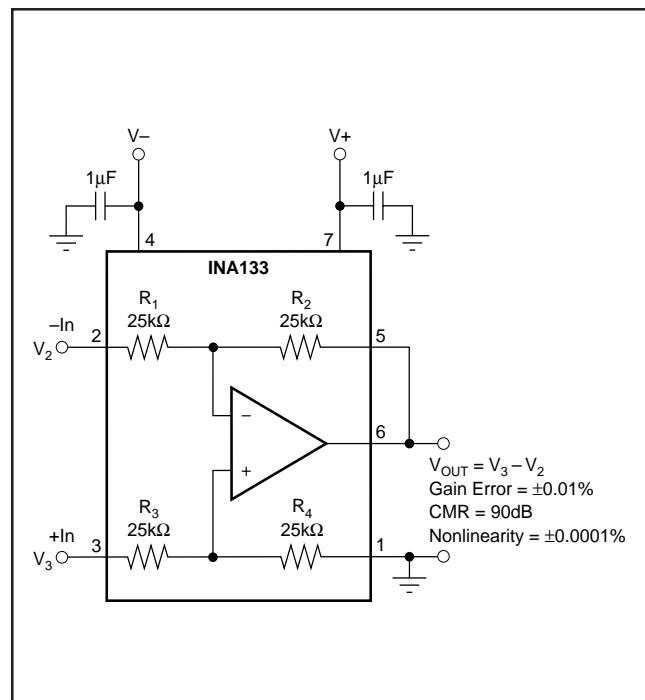 V–
V+
1µF
1µF
4
7
INA133
R1
25kΩ
R2
25kΩ
–In
2
V2
5
–
6
+
VOUT = V3 – V2
Gain Error = ±0.01%
CMR = 90dB
Nonlinearity = ±0.0001%
R3
25kΩ
R4
25kΩ
+In
3
V3
1